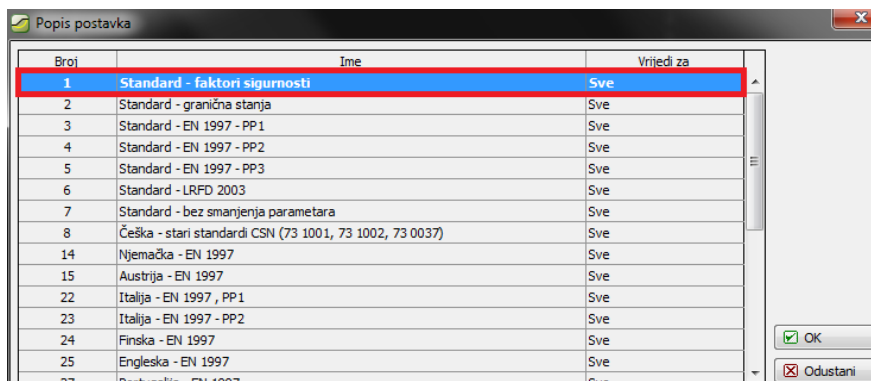 Popis postavka
Broj Ime Vrijedi za
1 Standard - faktori sigurnosti Sve
2 Standard - granična stanja Sve
3 Standard - EN 1997 - PP1 Sve
4 Standard - EN 1997 - PP2 Sve
5 Standard - EN 1997 - PP3 Sve
6 Standard - LRFD 2003 Sve
7 Standard - bez smanjenja parametara Sve
8 Češka - stari standardi CSN (73 1001, 73 1002, 73 0037) Sve
14 Njemačka - EN 1997 Sve
15 Austrija - EN 1997 Sve
22 Italija - EN 1997 , PP1 Sve
23 Italija - EN 1997 - PP2 Sve
24 Finska - EN 1997 Sve
OK
25 Engleska - EN 1997 Sve
Odustani